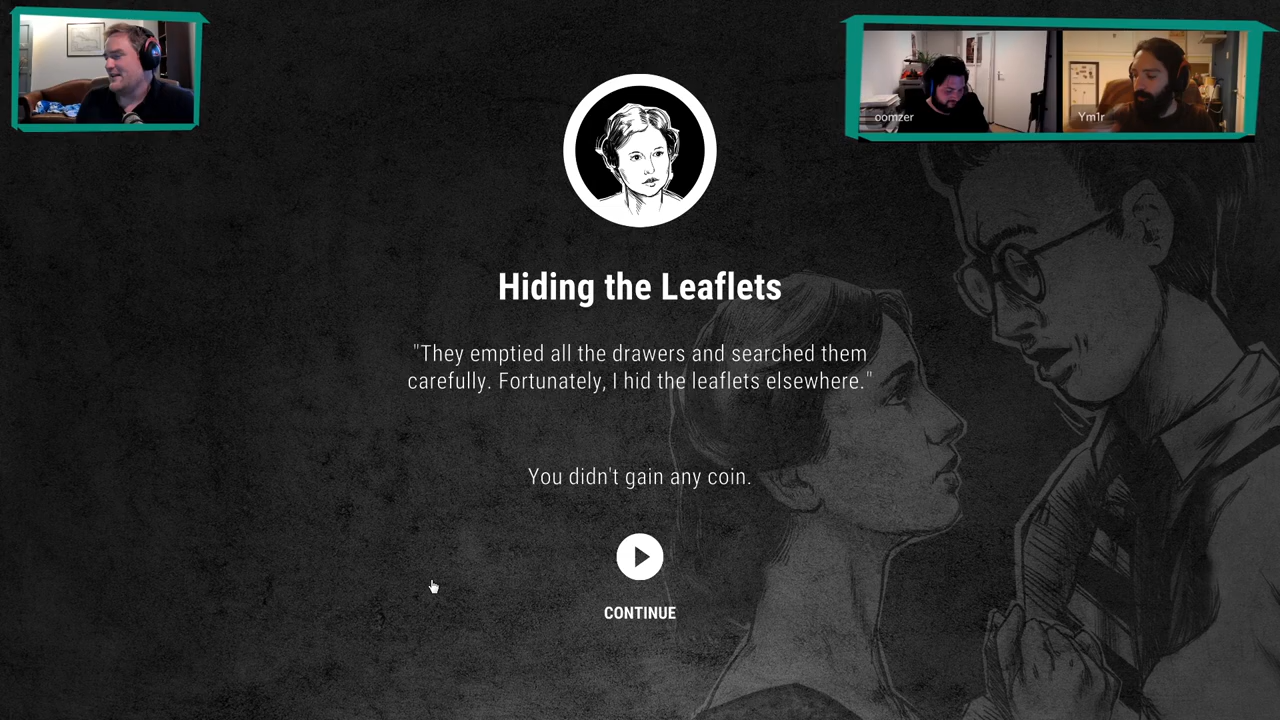 oomzer
Ym1r
Hiding the Leaflets
"They emptied all the drawers and searched them
carefully. Fortunately, I hid the leaflets elsewhere."
You didn't gain any coin.
CONTINUE